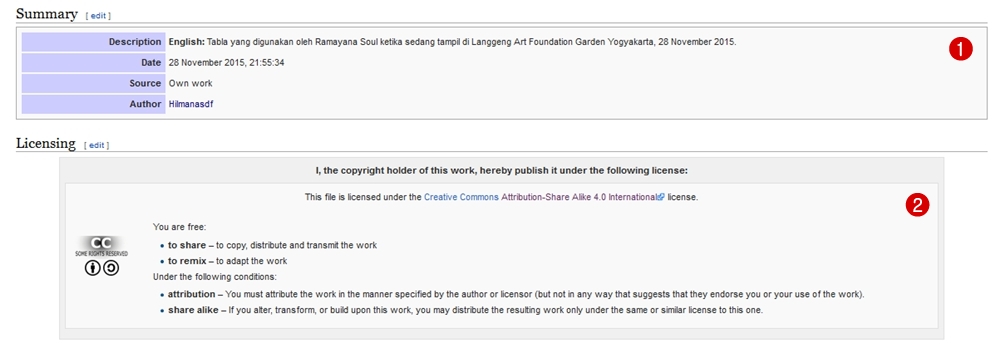 Summary [ edit ]
Description English: Tabla yang digunakan oleh Ramayana Soul ketika sedang tampil di Langgeng Art Foundation Garden Yogyakarta, 28 November 2015.
1
Date 28 November 2015, 21:55:34
Source Own work
Author Hilmanasdf
Licensing [ edit ]
I, the copyright holder of this work, hereby publish it under the following license:
This file is licensed under the Creative Commons Attribution-Share Alike 4.0 International license.
2
You are free:
CC
SOME RIGHTS RESERVED
• to share – to copy, distribute and transmit the work
• to remix – to adapt the work
Under the following conditions:
• attribution – You must attribute the work in the manner specified by the author or licensor (but not in any way that suggests that they endorse you or your use of the work).
• share alike – If you alter, transform, or build upon this work, you may distribute the resulting work only under the same or similar license to this one.